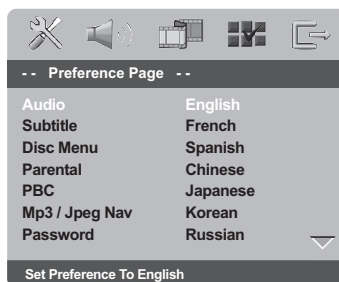 -- Preference Page --
Audio English
Subtitle French
Disc Menu Spanish
Parental Chinese
PBC Japanese
Mp3 / Jpeg Nav Korean
Password Russian
Set Preference To English